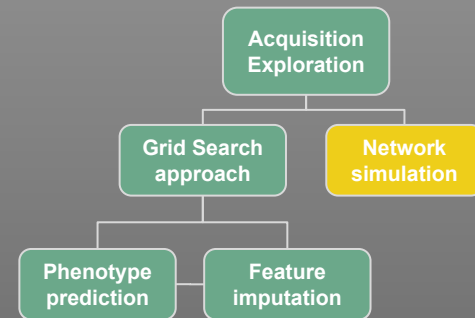 Acquisition
Exploration
Grid Search
approach
Network
simulation
Phenotype
prediction
Feature
imputation